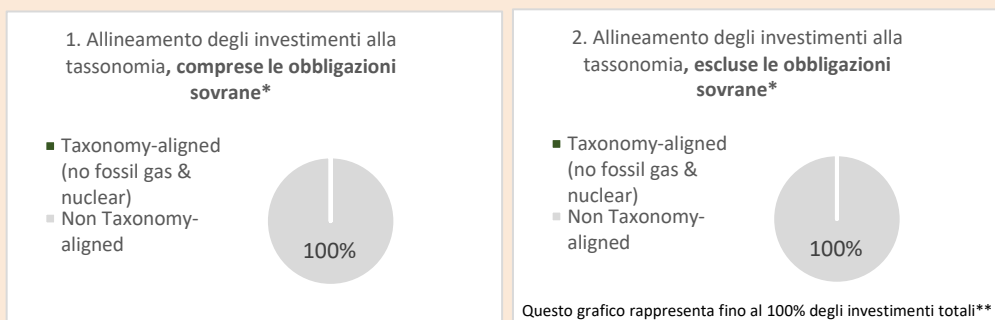 1. Allineamento degli investimenti alla
tassonomia, comprese le obbligazioni
sovrane*
Taxonomy-aligned
(no fossil gas &
nuclear)
Non Taxonomy-
aligned
100%
2. Allineamento degli investimenti alla
tassonomia, escluse le obbligazioni
sovrane*
Taxonomy-aligned
(no fossil gas &
nuclear)
Non Taxonomy-
aligned
100%
Questo grafico rappresenta fino al 100% degli investimenti totali**